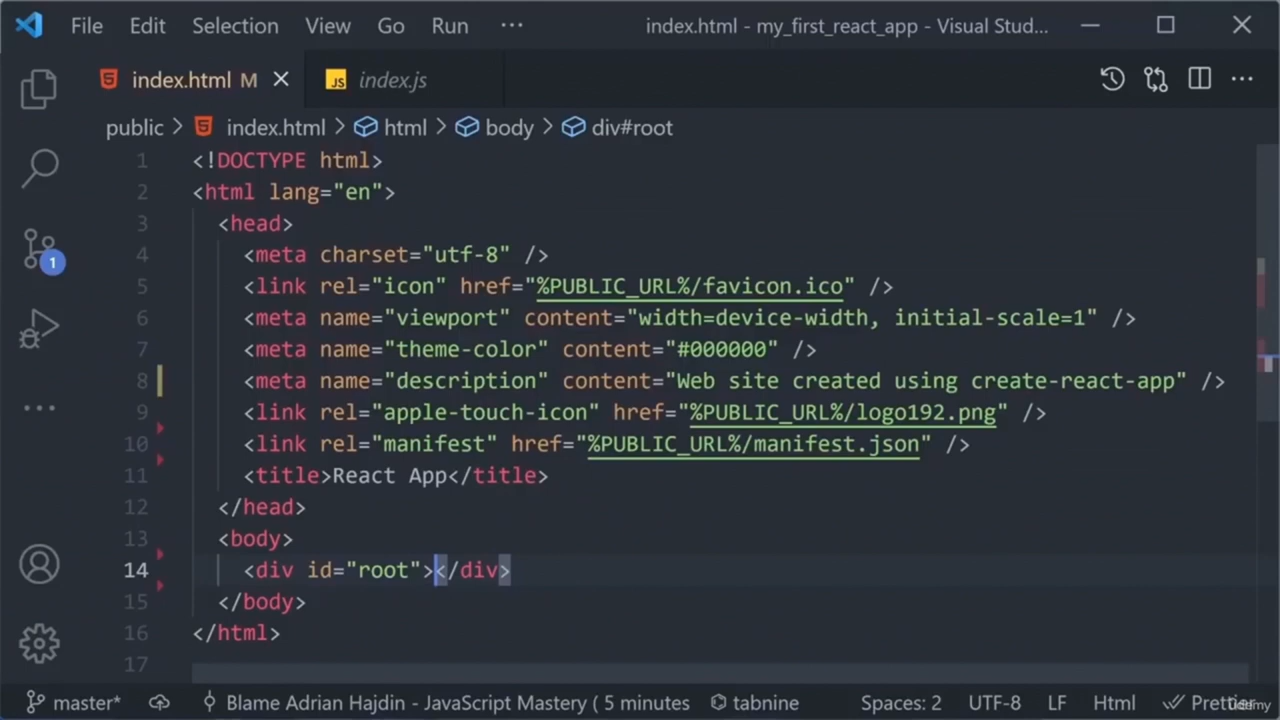 File Edit Selection View Go Run ··· index.html - my_first_react_app - Visual Stud...
index.html M JS index.js
public > index.html > html > body > div#root
1 <!DOCTYPE html>
2 <html lang="en">
3 <head>
4 <meta charset="utf-8" />
5 <link rel="icon" href="%PUBLIC_URL%/favicon.ico" />
6 <meta name="viewport" content="width=device-width, initial-scale=1" />
7 <meta name="theme-color" content="#000000" />
8 <meta name="description" content="Web site created using create-react-app" />
9 <link rel="apple-touch-icon" href="%PUBLIC_URL%/logo192.png" />
10 <link rel="manifest" href="%PUBLIC_URL%/manifest.json" />
11 <title>React App</title>
12 </head>
13 <body>
14 <div id="root"></div>
15 </body>
16 </html>
17
1
master* Blame Adrian Hajdin - JavaScript Mastery ( 5 minutes tabnine Spaces: 2 UTF-8 LF Html Prettier
udemy